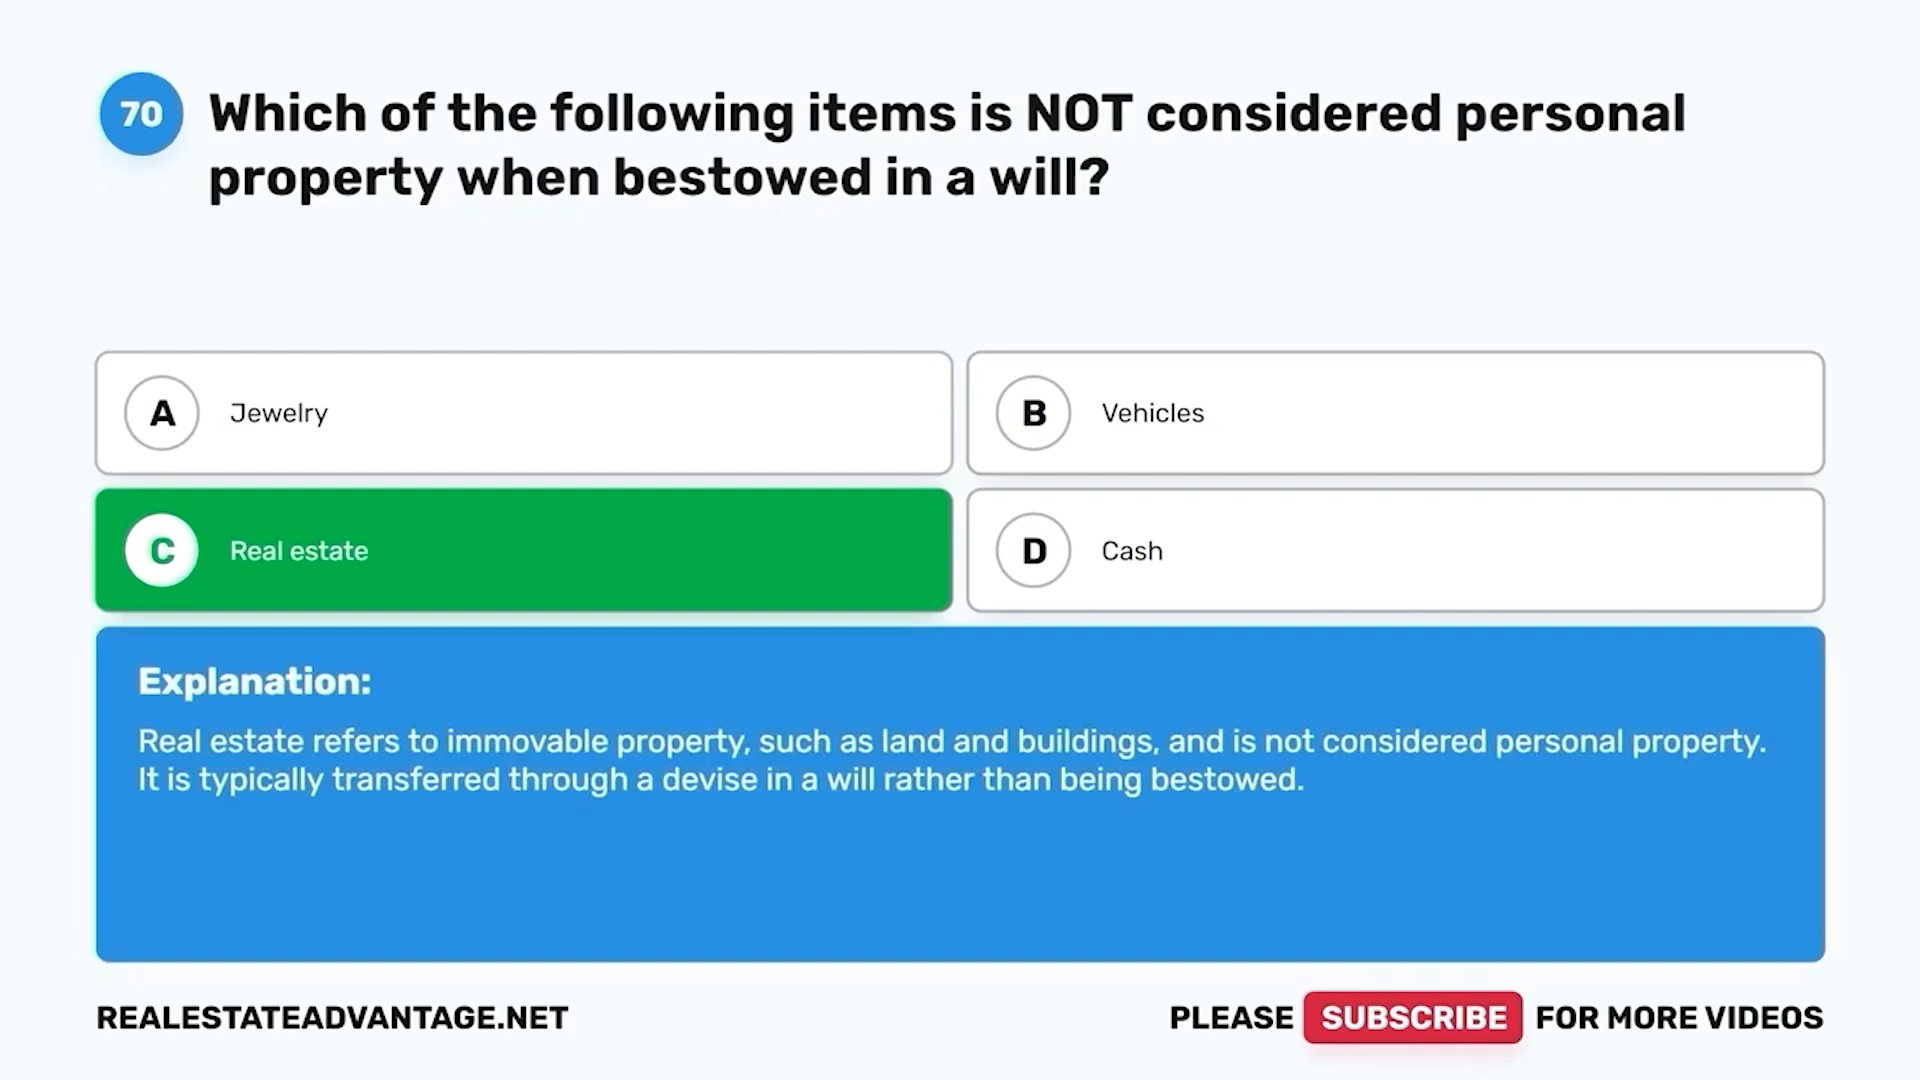 70
Which of the following items is NOT considered personal
property when bestowed in a will?
A Jewelry
B Vehicles
C Real estate
D Cash
Explanation:
Real estate refers to immovable property, such as land and buildings, and is not considered personal property.
It is typically transferred through a devise in a will rather than being bestowed.
REALESTATEADVANTAGE.NET
PLEASE SUBSCRIBE FOR MORE VIDEOS